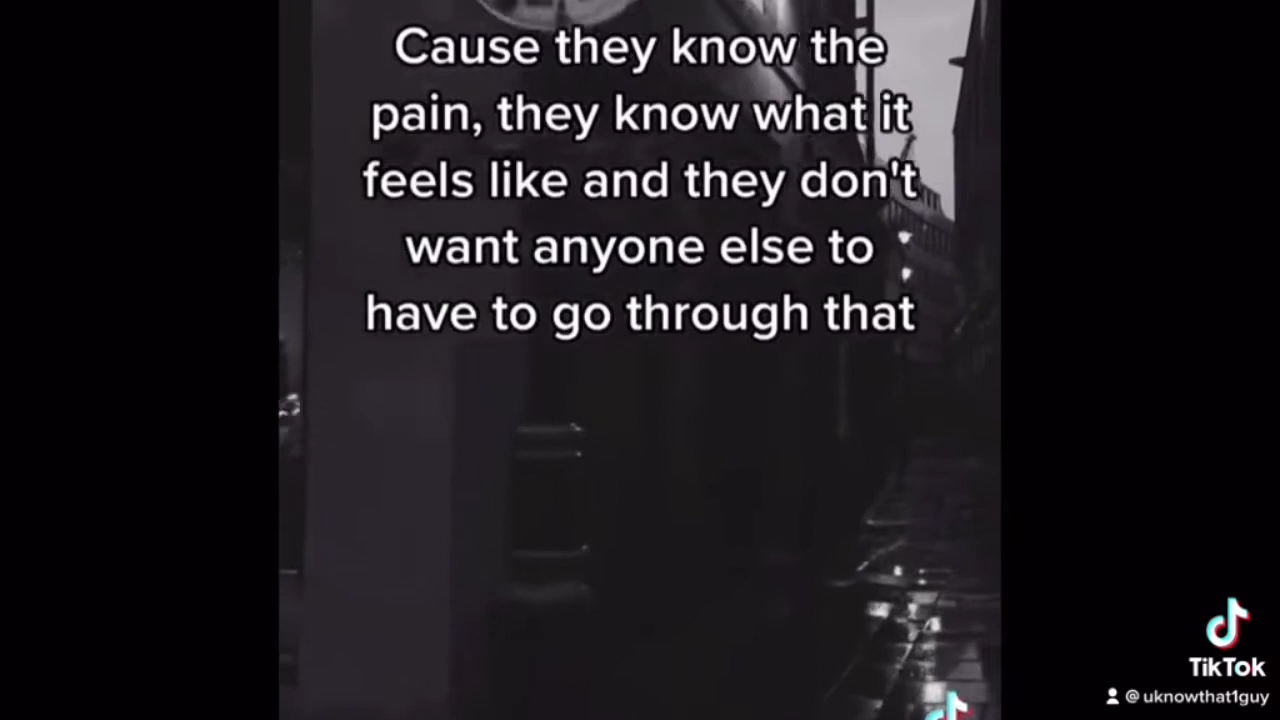 Cause they know the
pain, they know what it
feels like and they don't
want anyone else to
have to go through that
TikTok
@uknowthat1guy